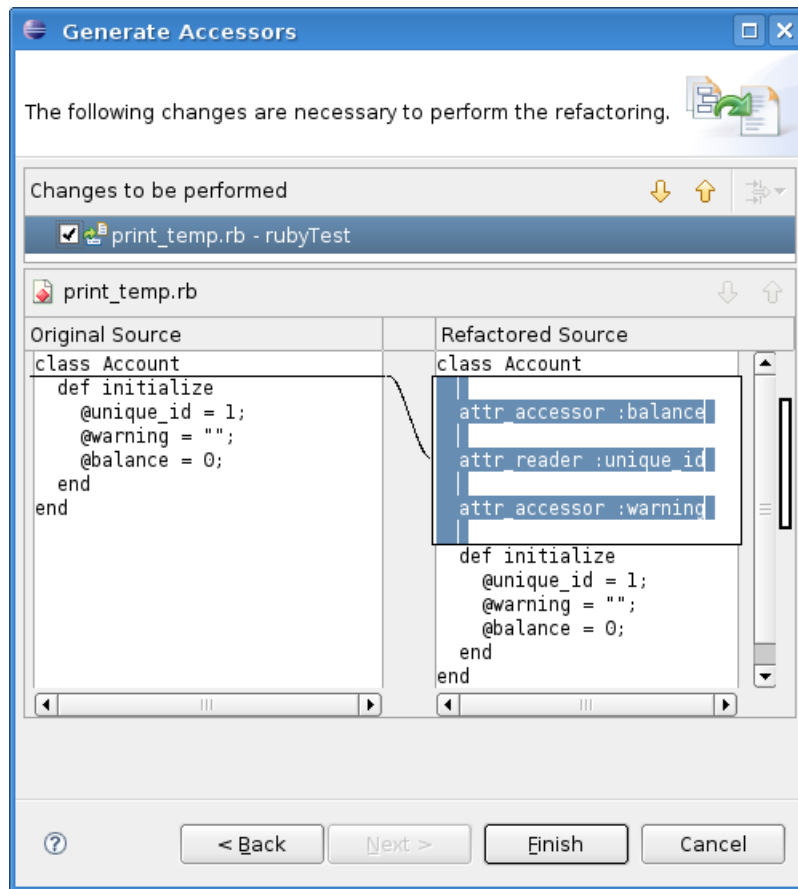 Generate Accessors
The following changes are necessary to perform the refactoring.
Changes to be performed
print_temp.rb - rubyTest
print_temp.rb
Original Source
class Account
  def initialize
    @unique_id = 1;
    @warning = "";
    @balance = 0;
  end
end
Refactored Source
class Account
  attr_accessor :balance
  attr_reader :unique_id
  attr_accessor :warning
  def initialize
    @unique_id = 1;
    @warning = "";
    @balance = 0;
  end
end
< Back
Next >
Finish
Cancel